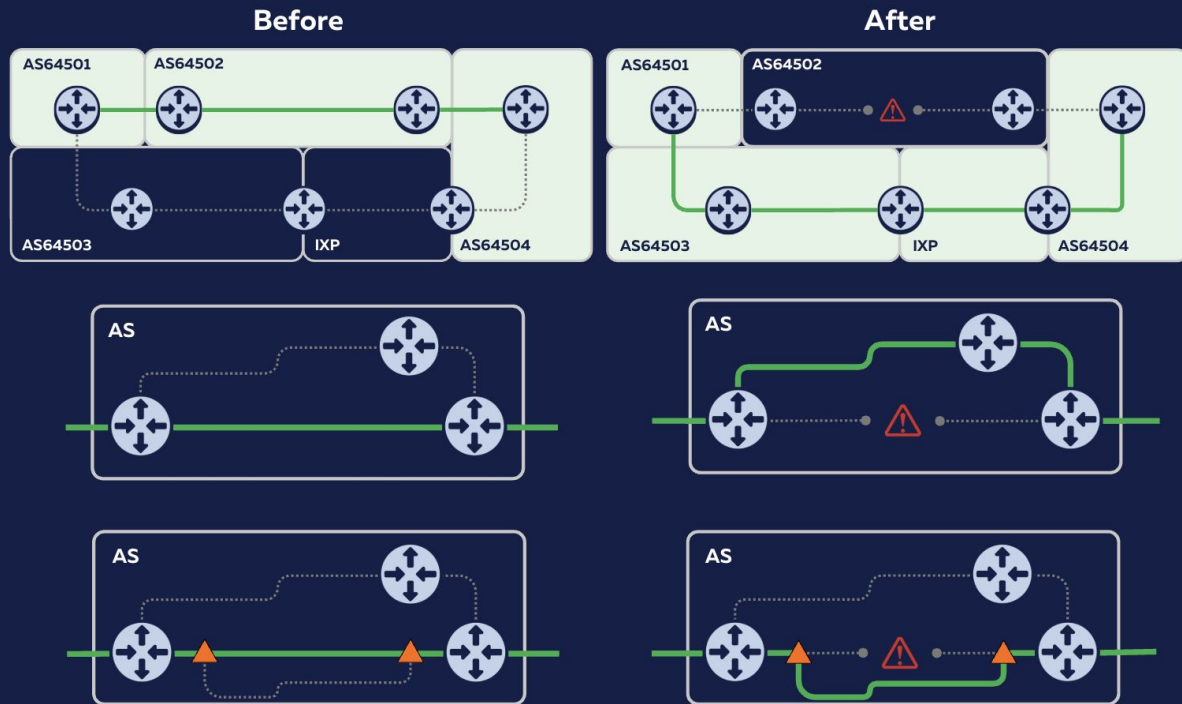 Before
After
AS64501
AS64502
AS64503
IXP
AS64504
AS64501
AS64502
AS64503
IXP
AS64504
AS
AS
AS
AS